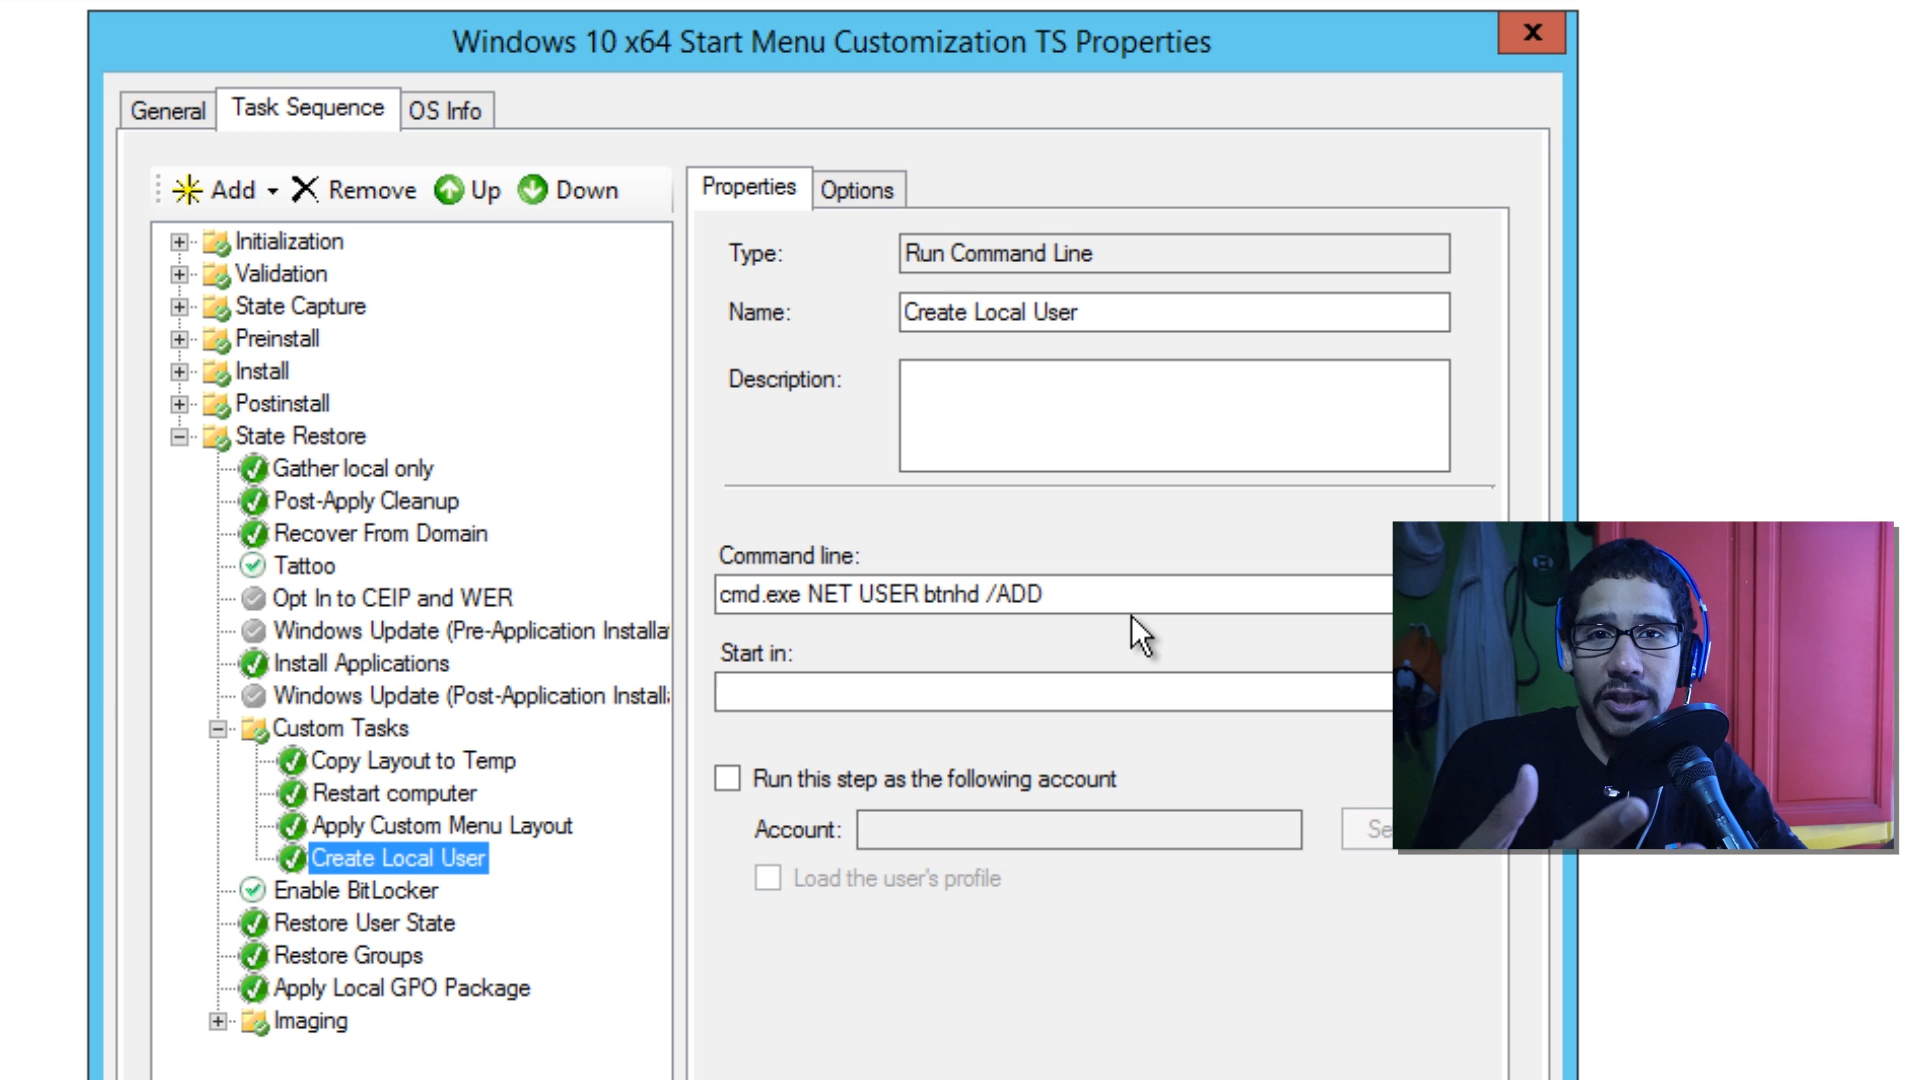 Windows 10 x64 Start Menu Customization TS Properties
x
General
Task Sequence
OS Info
Add
Remove
Up
Down
Initialization
Validation
State Capture
Preinstall
Install
Postinstall
State Restore
Gather local only
Post-Apply Cleanup
Recover From Domain
Tattoo
Opt In to CEIP and WER
Windows Update (Pre-Application Installa
Install Applications
Windows Update (Post-Application Install
Custom Tasks
Copy Layout to Temp
Restart computer
Apply Custom Menu Layout
Create Local User
Enable BitLocker
Restore User State
Restore Groups
Apply Local GPO Package
Imaging
Properties
Options
Type:
Run Command Line
Name:
Create Local User
Description:
Command line:
cmd.exe NET USER btnhd /ADD
Start in:
Run this step as the following account
Account:
Se
Load the user's profile